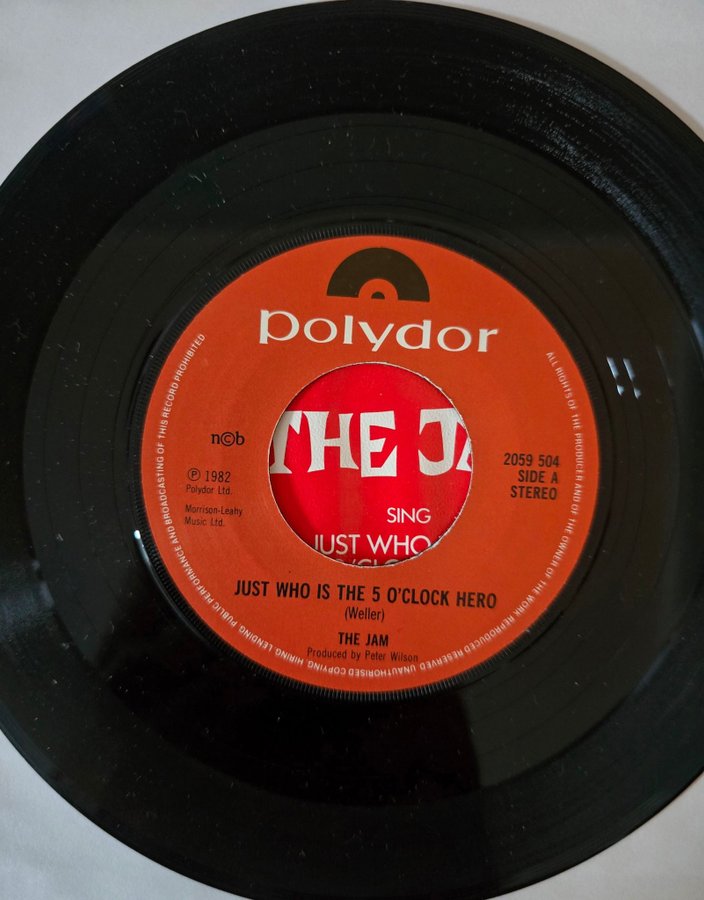 polydor
ALL RIGHTS OF THE PRODUCER AND OF THE OWNER OF THE WORK REPRODUCED RESERVED UNAUTHORISED COPYING HIRING LENDING PUBLIC PERFORMANCE AND BROADCASTING OF THIS RECORD PROHIBITED
n©b
℗ 1982
Polydor Ltd.
Morrison-Leahy
Music Ltd.
THE JA
SING
JUST WHO
O'CLO
2059 504
SIDE A
STEREO
JUST WHO IS THE 5 O'CLOCK HERO
(Weller)
THE JAM
Produced by Peter Wilson